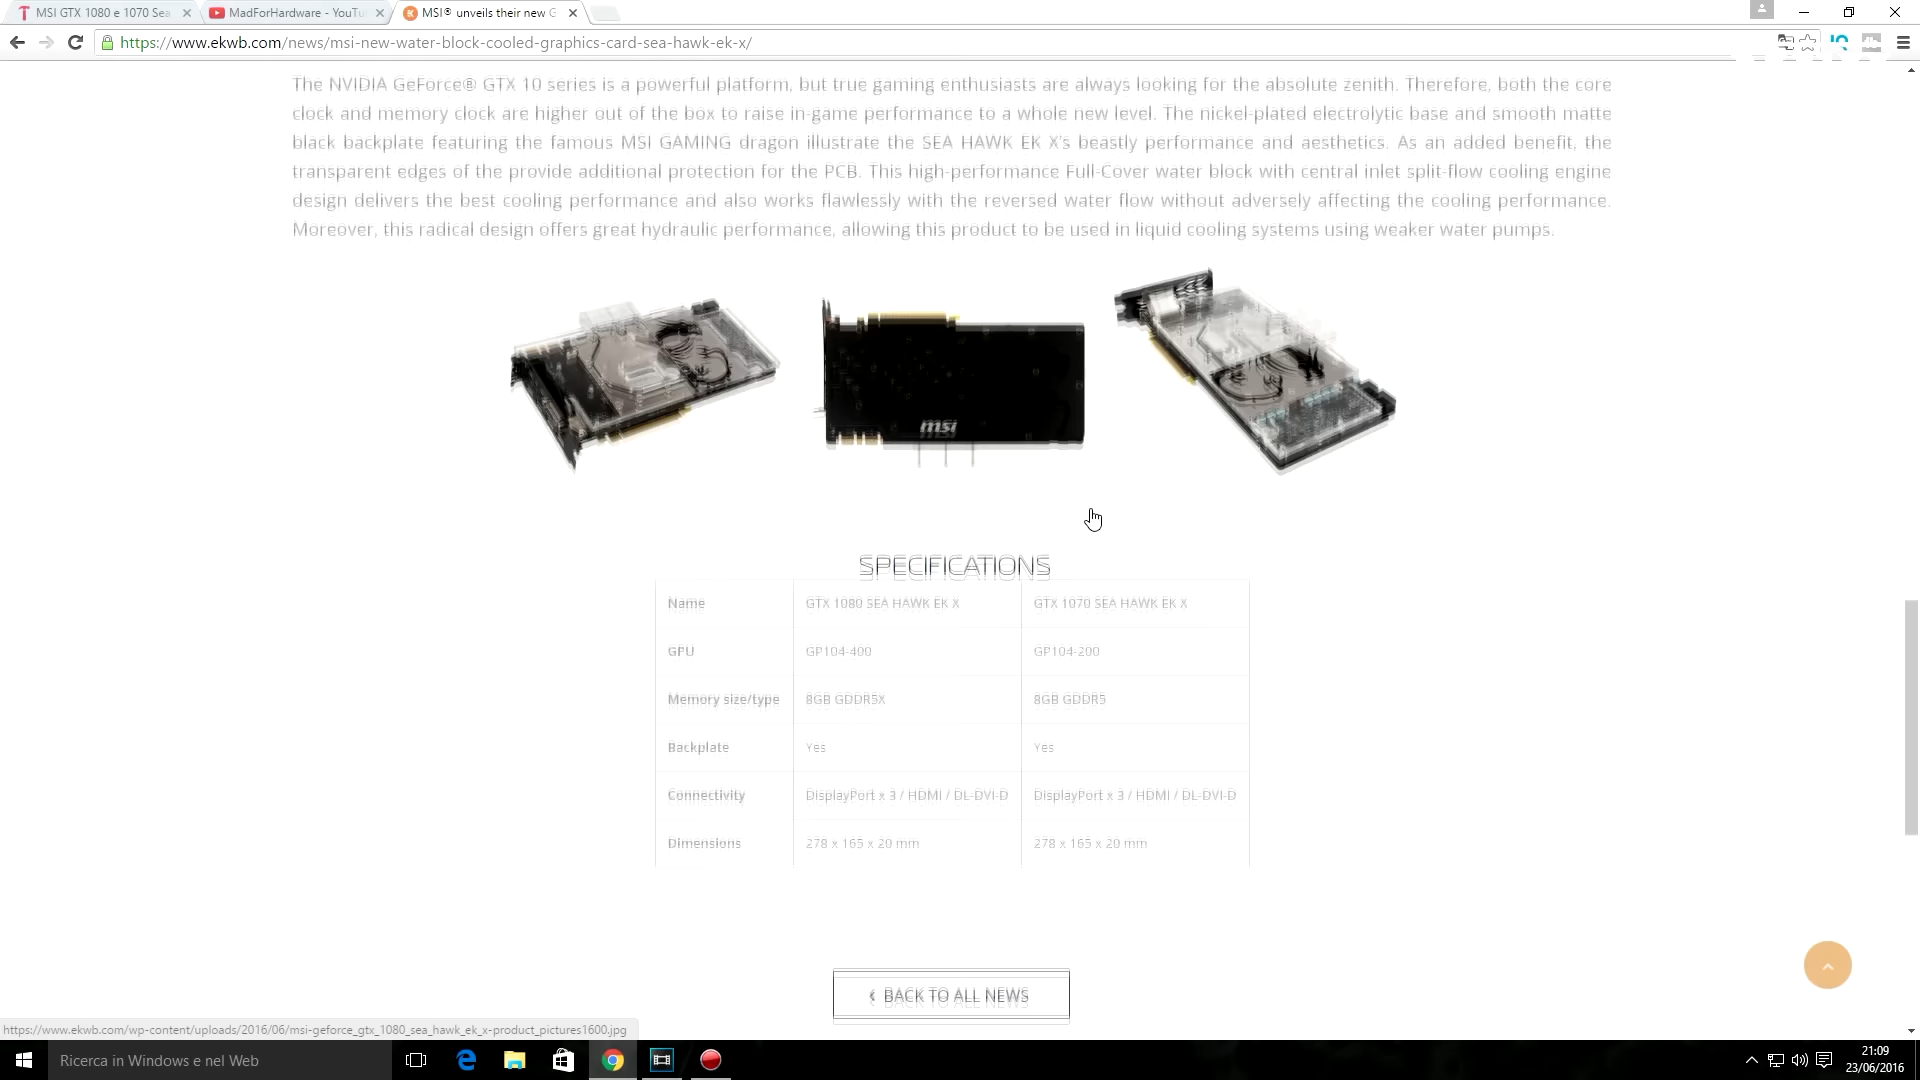 MSI GTX 1080 e 1070 Sea
MadForHardware - YouTu
MSI® unveils their new G
https://www.ekwb.com/news/msi-new-water-block-cooled-graphics-card-sea-hawk-ek-x/
The NVIDIA GeForce® GTX 10 series is a powerful platform, but true gaming enthusiasts are always looking for the absolute zenith. Therefore, both the core
clock and memory clock are higher out of the box to raise in-game performance to a whole new level. The nickel-plated electrolytic base and smooth matte
black backplate featuring the famous MSI GAMING dragon illustrate the SEA HAWK EK X's beastly performance and aesthetics. As an added benefit, the
transparent edges of the provide additional protection for the PCB. This high-performance Full-Cover water block with central inlet split-flow cooling engine
design delivers the best cooling performance and also works flawlessly with the reversed water flow without adversely affecting the cooling performance.
Moreover, this radical design offers great hydraulic performance, allowing this product to be used in liquid cooling systems using weaker water pumps.
msi
SPECIFICATIONS
Name GTX 1080 SEA HAWK EK X GTX 1070 SEA HAWK EK X
GPU GP104-400 GP104-200
Memory size/type 8GB GDDR5X 8GB GDDR5
Backplate Yes Yes
Connectivity DisplayPort x 3 / HDMI / DL-DVI-D DisplayPort x 3 / HDMI / DL-DVI-D
Dimensions 278 x 165 x 20 mm 278 x 165 x 20 mm
BACK TO ALL NEWS
https://www.ekwb.com/wp-content/uploads/2016/06/msi-geforce_gtx_1080_sea_hawk_ek_x-product_pictures1600.jpg
Ricerca in Windows e nel Web
21:09
23/06/2016